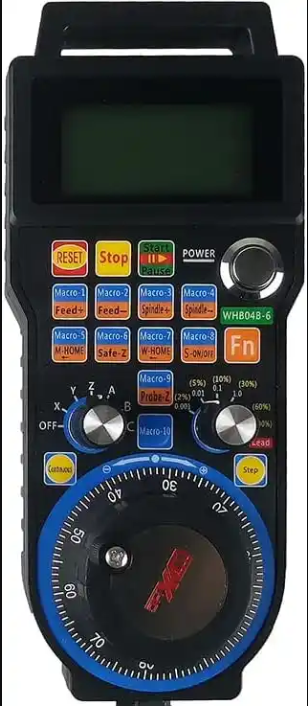 RESET Stop Start Pause POWER
Macro-1 Macro-2 Macro-3 Macro-4
Feed+ Feed- Spindle+ Spindle-
WHB04B-6
Macro-5 Macro-6 Macro-7 Macro-8
M-HOME Safe-Z W-HOME S-ON/OFF
Fn
Macro-9
Probe-Z
Macro-10
OFF X Y Z A B C
(2%) (5%) (10%) (30%) (60%)
0.001 0.01 0.1 1.0
Lead
Continuous
Step
20 30 40 50 60 70